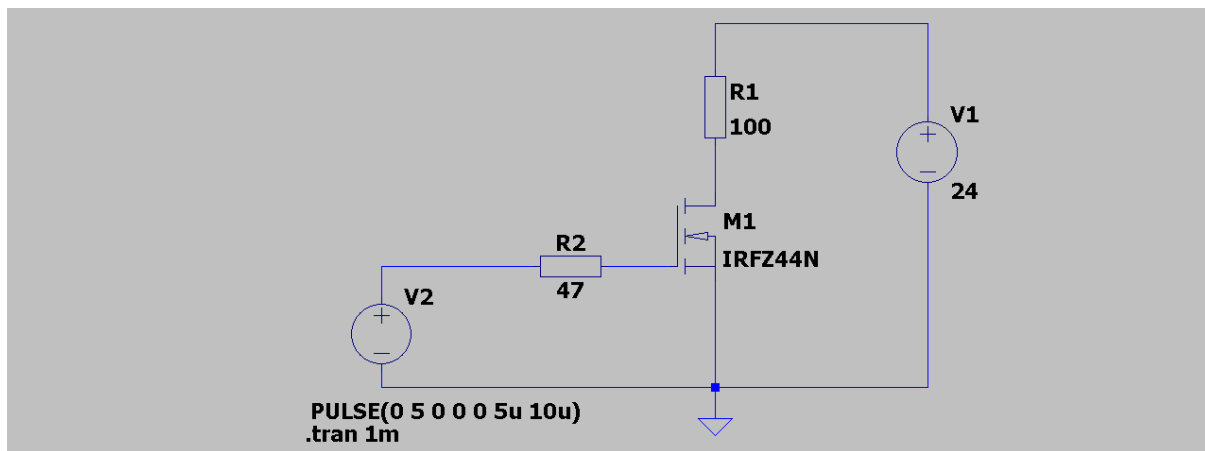 R1
100
V1
24
M1
IRFZ44N
R2
47
V2
PULSE(0 5 0 0 0 5u 10u)
.tran 1m